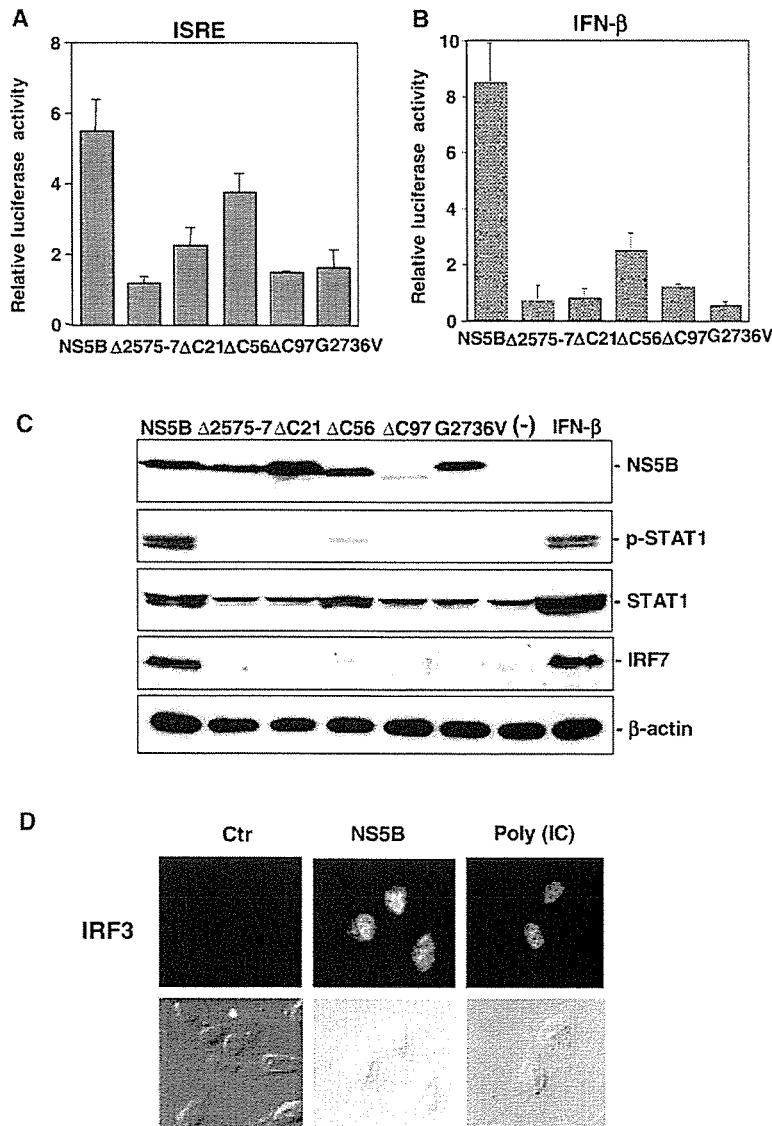 A
ISRE
Relative luciferase activity
8
6
4
2
0
NS5B Δ2575-7 ΔC21 ΔC56 ΔC97 G2736V
B
IFN-β
Relative luciferase activity
10
8
6
4
2
0
NS5B Δ2575-7 ΔC21 ΔC56 ΔC97 G2736V
C
NS5B Δ2575-7 ΔC21 ΔC56 ΔC97 G2736V (-) IFN-β
- NS5B
- p-STAT1
- STAT1
- IRF7
- β-actin
D
Ctr NS5B Poly (IC)
IRF3